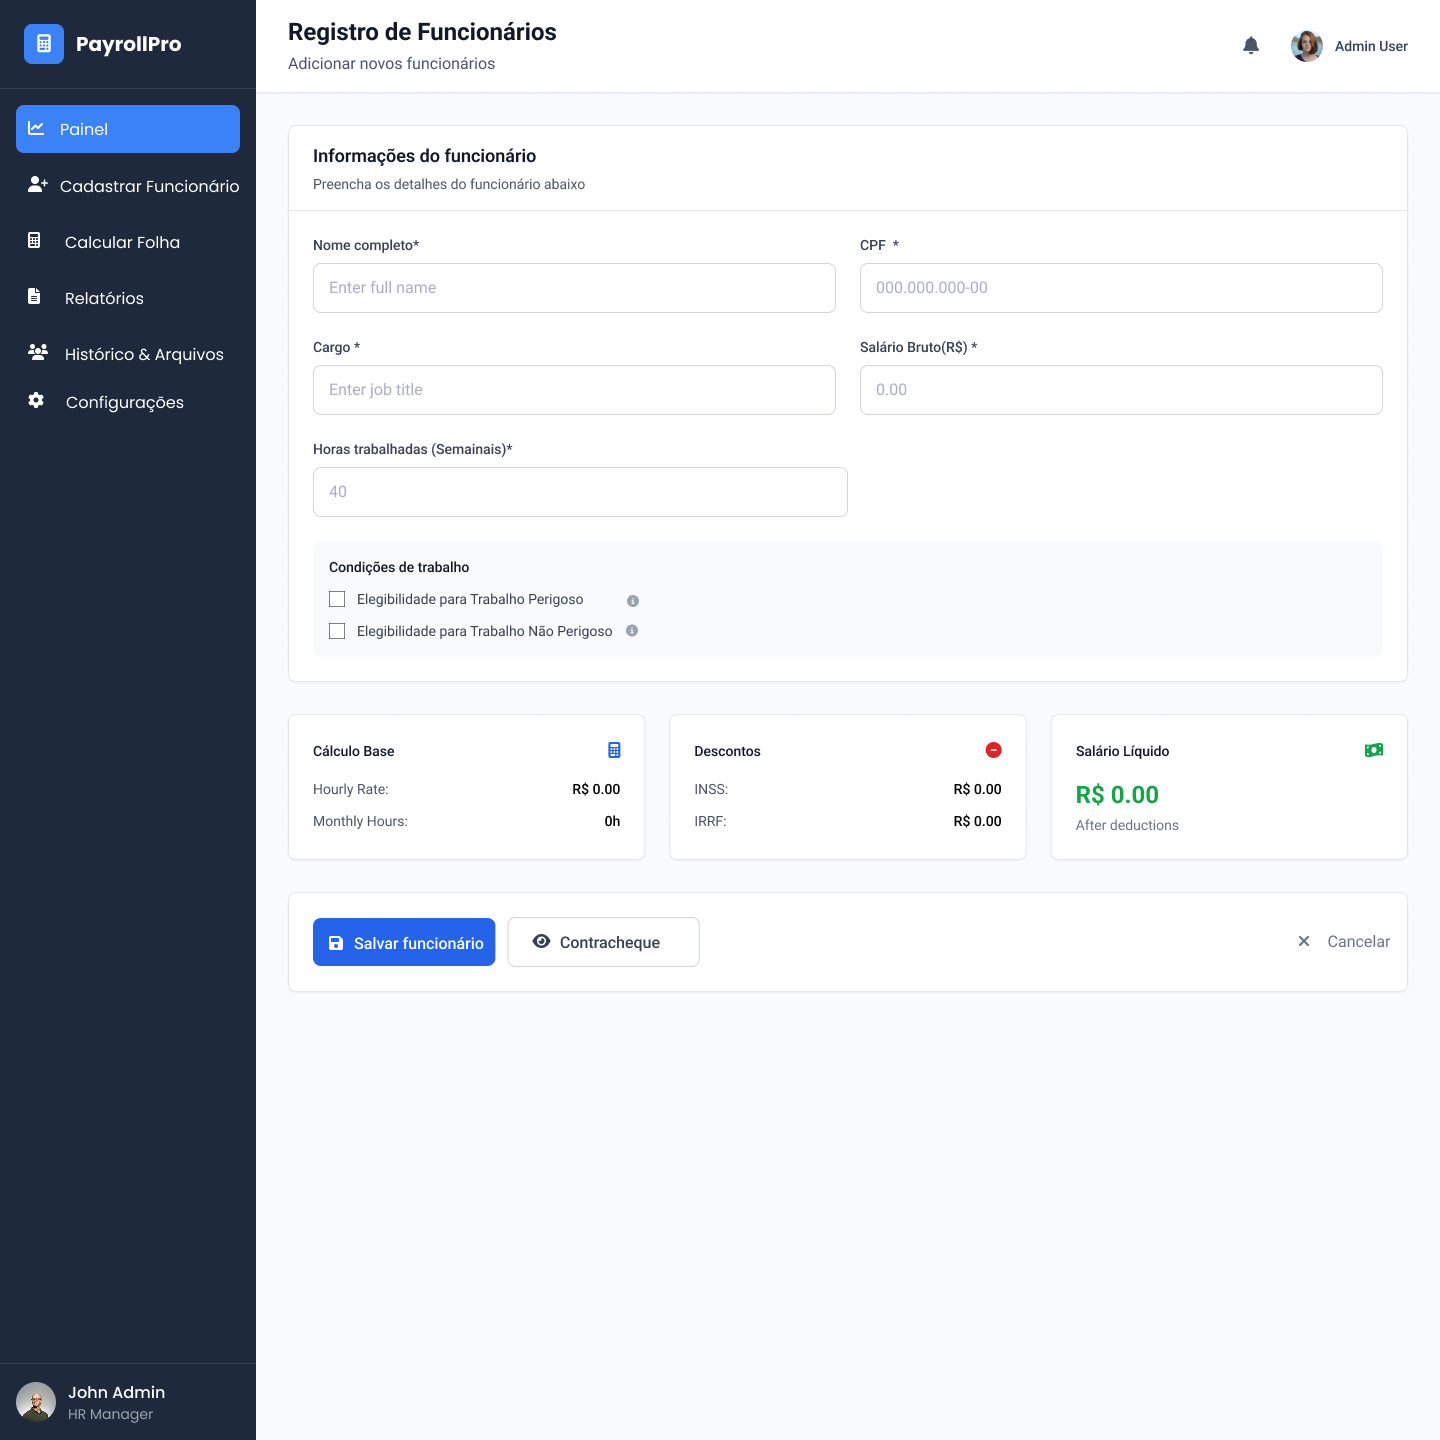 PayrollPro
Painel
Cadastrar Funcionário
Calcular Folha
Relatórios
Histórico & Arquivos
Configurações
John Admin
HR Manager
Registro de Funcionários
Adicionar novos funcionários
Admin User
Informações do funcionário
Preencha os detalhes do funcionário abaixo
Nome completo*
Enter full name
CPF *
000.000.000-00
Cargo *
Enter job title
Salário Bruto(R$) *
0.00
Horas trabalhadas (Semainais)*
40
Condições de trabalho
Elegibilidade para Trabalho Perigoso
Elegibilidade para Trabalho Não Perigoso
Cálculo Base
Hourly Rate: R$ 0.00
Monthly Hours: 0h
Descontos
INSS: R$ 0.00
IRRF: R$ 0.00
Salário Líquido
R$ 0.00
After deductions
Salvar funcionário
Contracheque
Cancelar